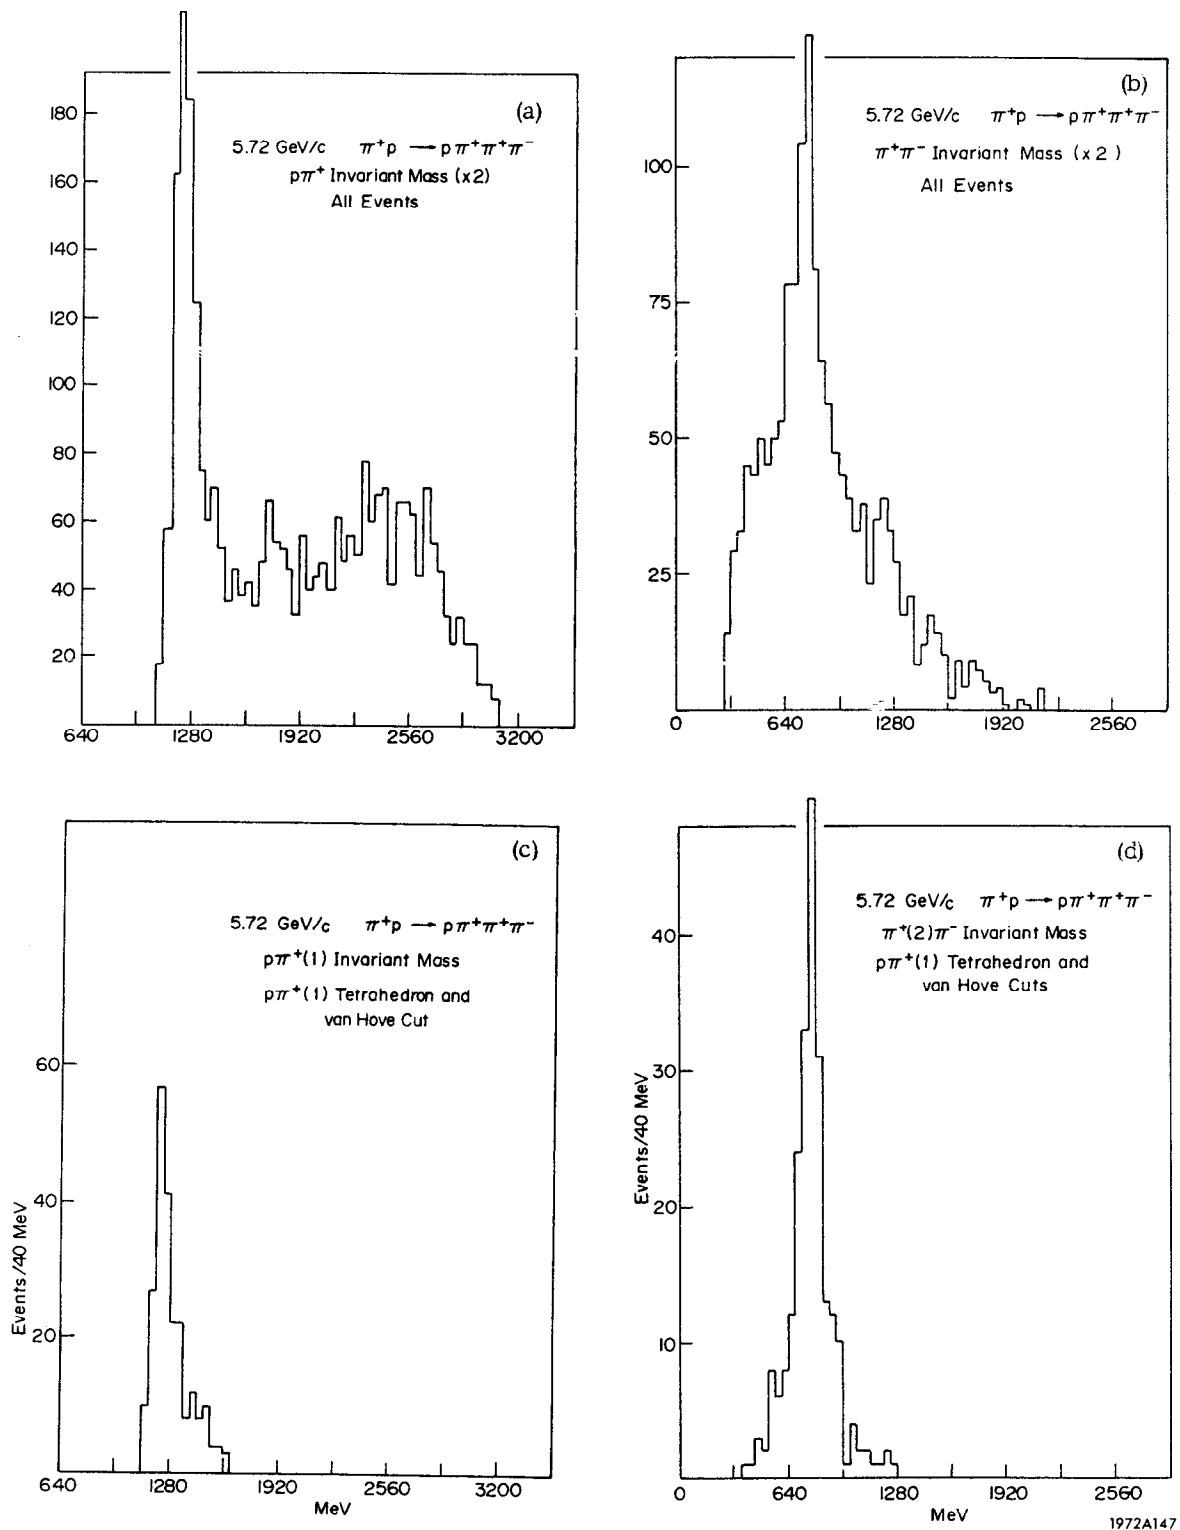 (a)
5.72 GeV/c π⁺p → pπ⁺π⁺π⁻
pπ⁺ Invariant Mass (x2)
All Events
180
160
140
120
100
80
60
40
20
640 1280 1920 2560 3200
(b)
5.72 GeV/c π⁺p → pπ⁺π⁺π⁻
π⁺π⁻ Invariant Mass (x2)
All Events
100
75
50
25
0 640 1280 1920 2560
(c)
5.72 GeV/c π⁺p → pπ⁺π⁺π⁻
pπ⁺(1) Invariant Mass
pπ⁺(1) Tetrahedron and
van Hove Cut
60
40
20
Events/40 MeV
640 1280 1920 2560 3200
MeV
(d)
5.72 GeV/c π⁺p → pπ⁺π⁺π⁻
π⁺(2)π⁻ Invariant Mass
pπ⁺(1) Tetrahedron and
van Hove Cuts
40
30
20
10
Events/40 MeV
0 640 1280 1920 2560
MeV
1972A147